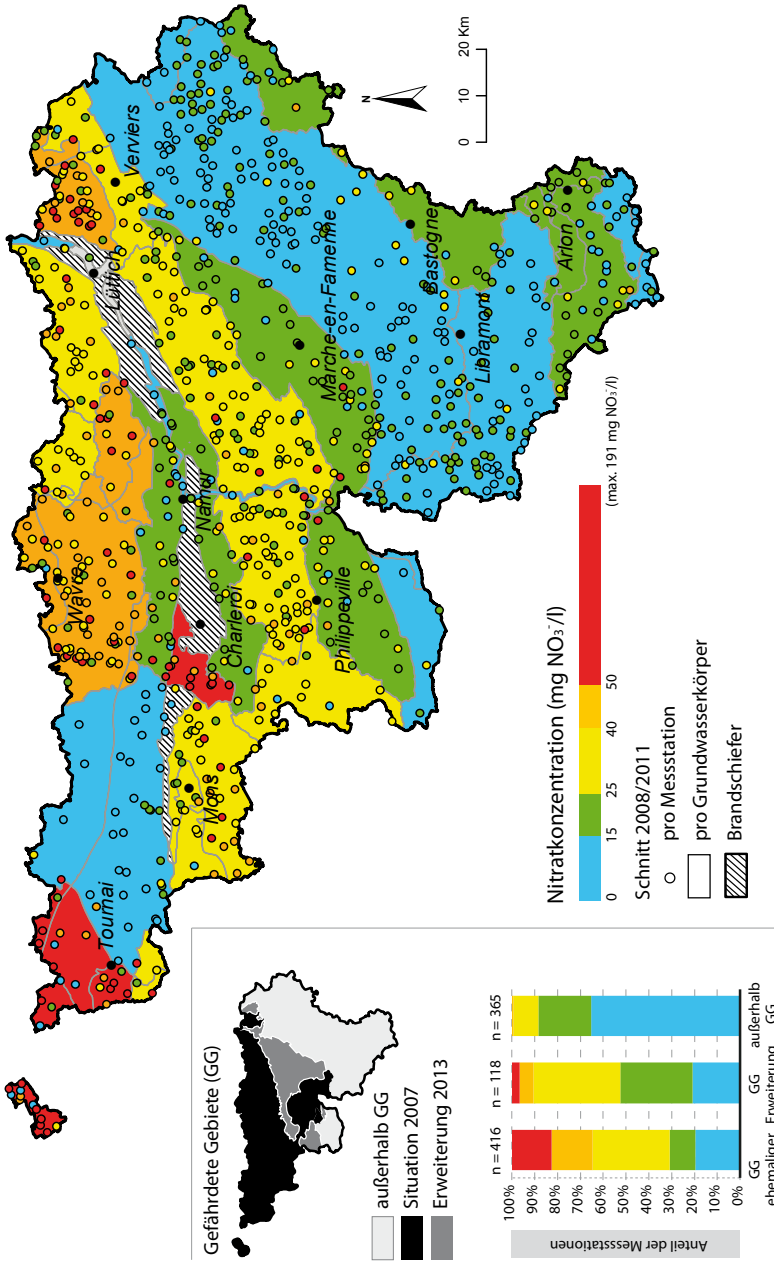 Tournai
Mons
Wavre
Charleroi
Namur
Philippeville
Lüttich
Verviers
Marche-en-Famenne
Bastogne
Libramont
Arlon
N
0 10 20 Km
Gefährdete Gebiete (GG)
außerhalb GG
Situation 2007
Erweiterung 2013
Anteil der Messstationen
100%
90%
80%
70%
60%
50%
40%
30%
20%
10%
0%
n = 416
n = 118
n = 365
GG
ehemaliger
GG
Erweiterung
außerhalb
GG
Nitratkonzentration (mg NO₃⁻/l)
0 15 25 40 50
(max. 191 mg NO₃⁻/l)
Schnitt 2008/2011
pro Messstation
pro Grundwasserkörper
Brandschiefer